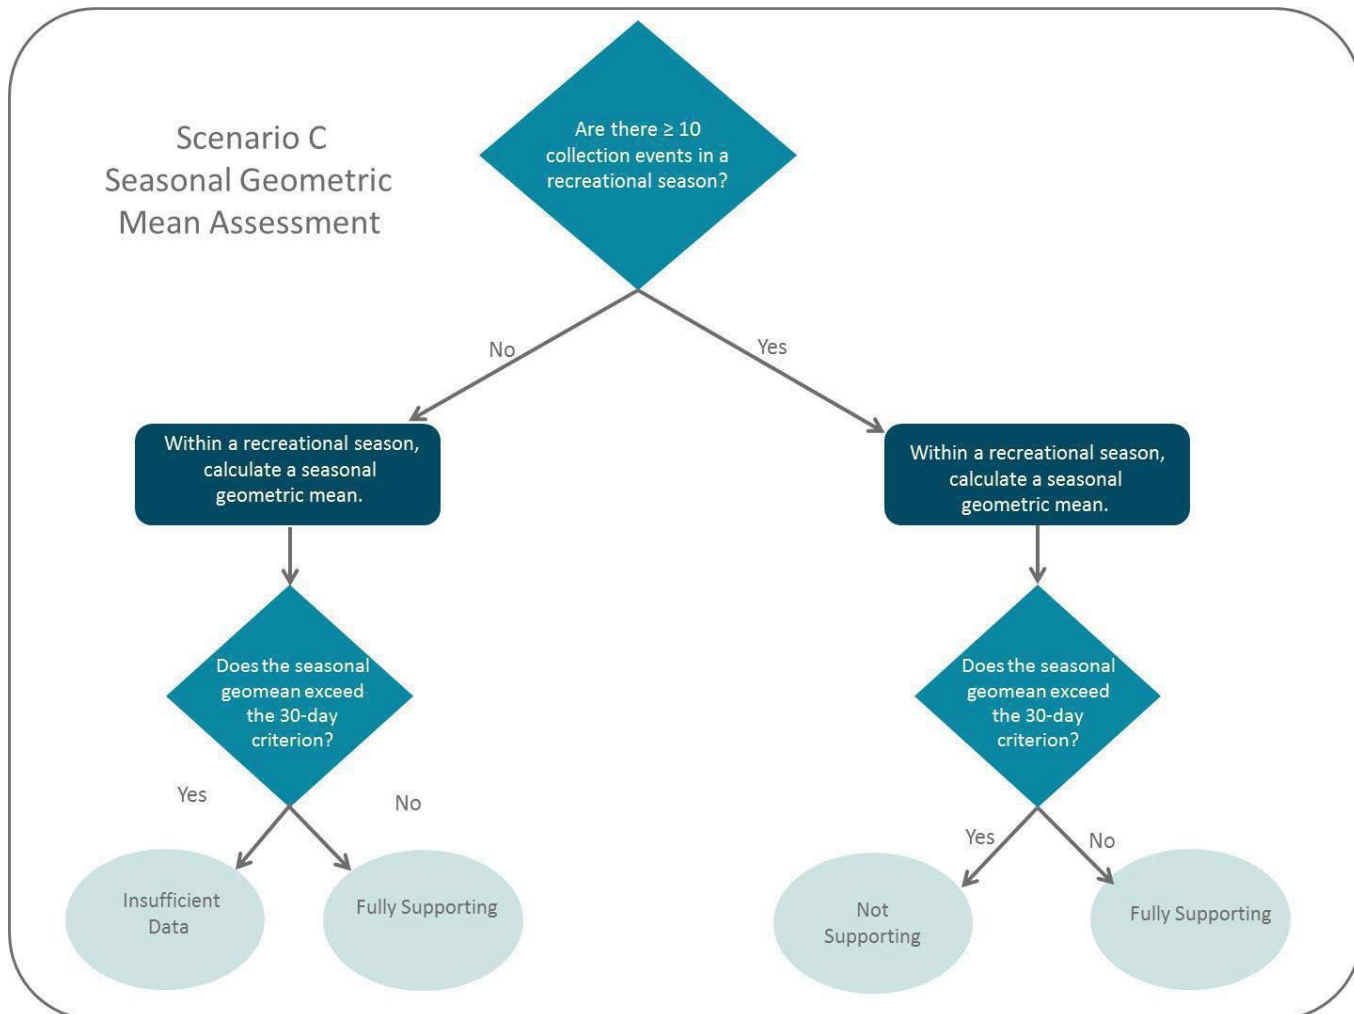 Scenario C
Seasonal Geometric
Mean Assessment
Are there ≥ 10
collection events in a
recreational season?
No
Yes
Within a recreational season,
calculate a seasonal
geometric mean.
Within a recreational season,
calculate a seasonal
geometric mean.
Does the seasonal
geomean exceed
the 30-day
criterion?
Does the seasonal
geomean exceed
the 30-day
criterion?
Yes
No
Yes
No
Insufficient
Data
Fully Supporting
Not
Supporting
Fully Supporting